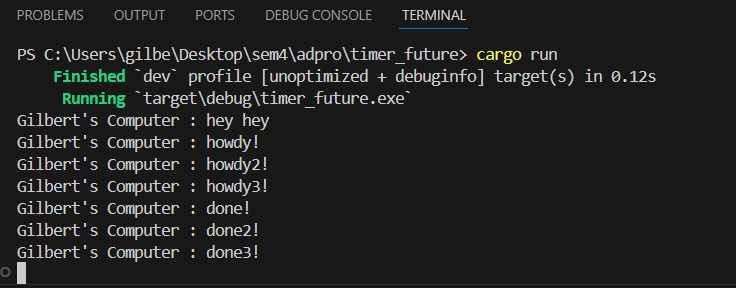 PROBLEMS OUTPUT PORTS DEBUG CONSOLE TERMINAL
PS C:\Users\gilbe\Desktop\sem4\adpro\timer_future> cargo run
    Finished `dev` profile [unoptimized + debuginfo] target(s) in 0.12s
     Running `target\debug\timer_future.exe`
Gilbert's Computer : hey hey
Gilbert's Computer : howdy!
Gilbert's Computer : howdy2!
Gilbert's Computer : howdy3!
Gilbert's Computer : done!
Gilbert's Computer : done2!
Gilbert's Computer : done3!